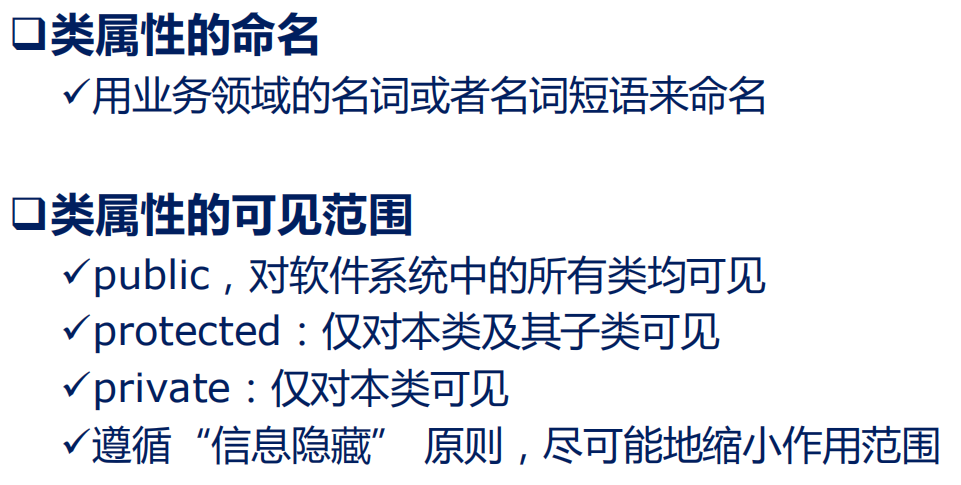 ❑类属性的命名
✓用业务领域的名词或者名词短语来命名
❑类属性的可见范围
✓public，对软件系统中的所有类均可见
✓protected：仅对本类及其子类可见
✓private：仅对本类可见
✓遵循“信息隐藏” 原则，尽可能地缩小作用范围